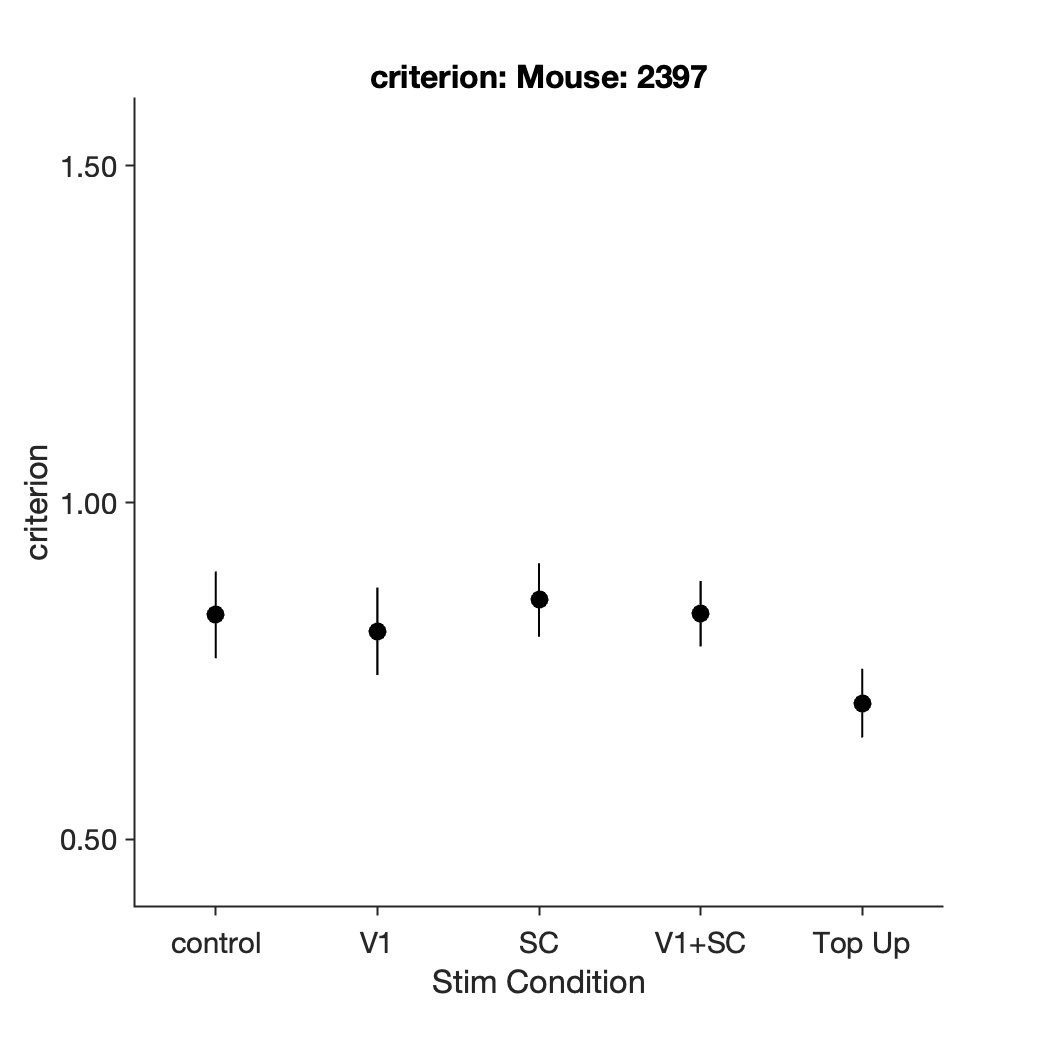 criterion: Mouse: 2397
criterion
1.50
1.00
0.50
control V1 SC V1+SC Top Up
Stim Condition